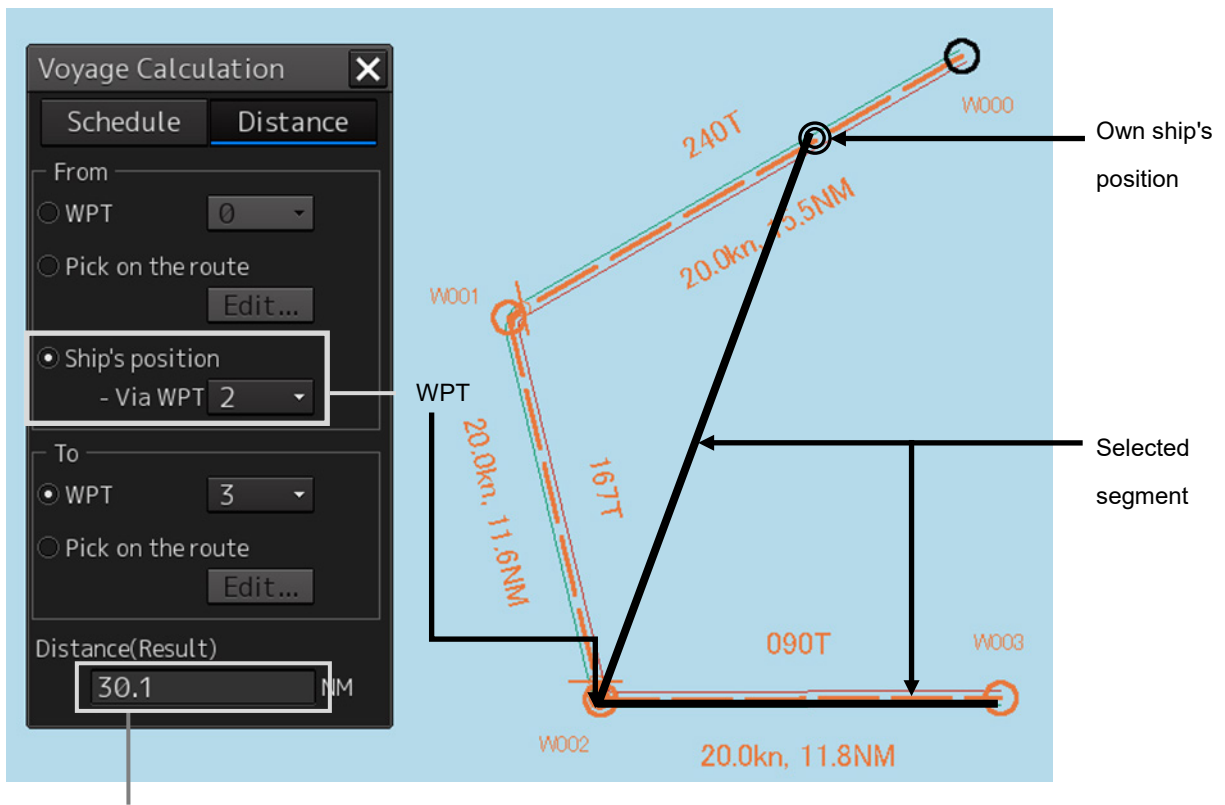 Voyage Calculation
Schedule Distance
From
WPT 0
Pick on the route
Edit...
Ship's position
- Via WPT 2
To
WPT 3
Pick on the route
Edit...
Distance(Result)
30.1 NM
W000
240T
20.0kn, 15.5NM
Own ship's
position
W001
WPT
20.0kn, 11.6NM
167T
Selected
segment
090T
W003
W002
20.0kn, 11.8NM